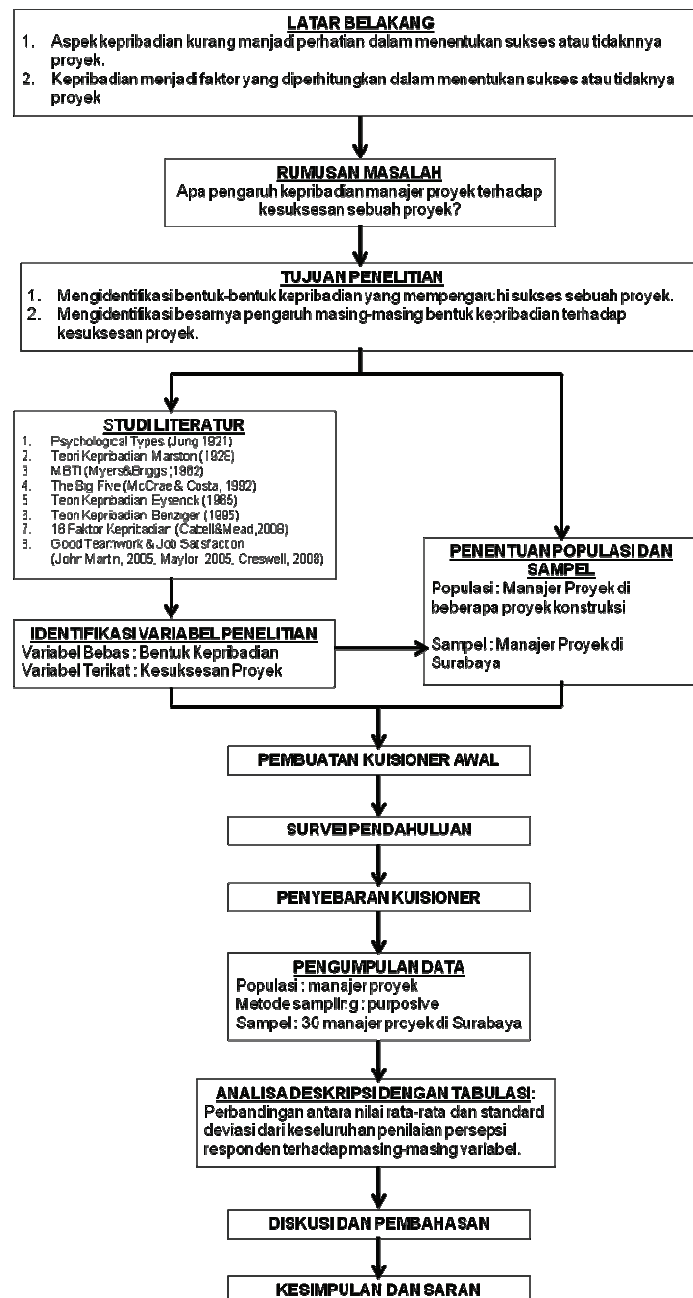 LATAR BELAKANG
1. Aspek kepribadian kurang manjadi perhatian dalam menentukan sukses atau tidaknnya
proyek.
2. Kepribadian menjadi faktor yang diperhitungkan dalam menentukan sukses atau tidaknya
proyek
RUMUSAN MASALAH
Apa pengaruh kepribadian manajer proyek terhadap
kesuksesan sebuah proyek?
TUJUAN PENELITIAN
1. Mengidentifikasi bentuk-bentuk kepribadian yang mempengaruhi sukses sebuah proyek.
2. Mengidentifikasi besarnya pengaruh masing-masing bentuk kepribadian terhadap
kesuksesan proyek.
STUDI LITERATUR
1. Psychological Types (Jung 1921)
2. Teori Kepribadian Marston (1928)
3 MBTI (Myers&Briggs, 1962)
4. The Big Five (McCrae & Costa, 1992)
5 Teori Kepribadian Eysenck (1985)
Teori Kepribadian Benziger (1995)
7. 16 Faktor Kepribadian (Catell&Mead,2008)
Good Teamwork & Job Satisfaction
(John Martin, 2005, Maylor 2005, Creswell, 2008)
PENENTUAN POPULASI DAN
SAMPEL
Populasi : Manajer Proyek di
beberapa proyek konstruksi
Sampel : Manajer Proyek di
Surabaya
IDENTIFIKASI VARIABEL PENELITIAN
Variabel Bebas : Bentuk Kepribadian
Variabel Terikat : Kesuksesan Proyek
PEMBUATAN KUISIONER AWAL
SURVEI PENDAHULUAN
PENYEBARAN KUISIONER
PENGUMPULAN DATA
Populasi : manajer proyek
Metode sampling : purposive
Sampel : 30 manajer proyek di Surabaya
ANALISA DESKRIPSI DENGAN TABULASI:
Perbandingan antara nilai rata-rata dan standard
deviasi dari keseluruhan penilaian persepsi
responden terhadap masing-masing variabel.
DISKUSI DAN PEMBAHASAN
KESIMPULAN DAN SARAN